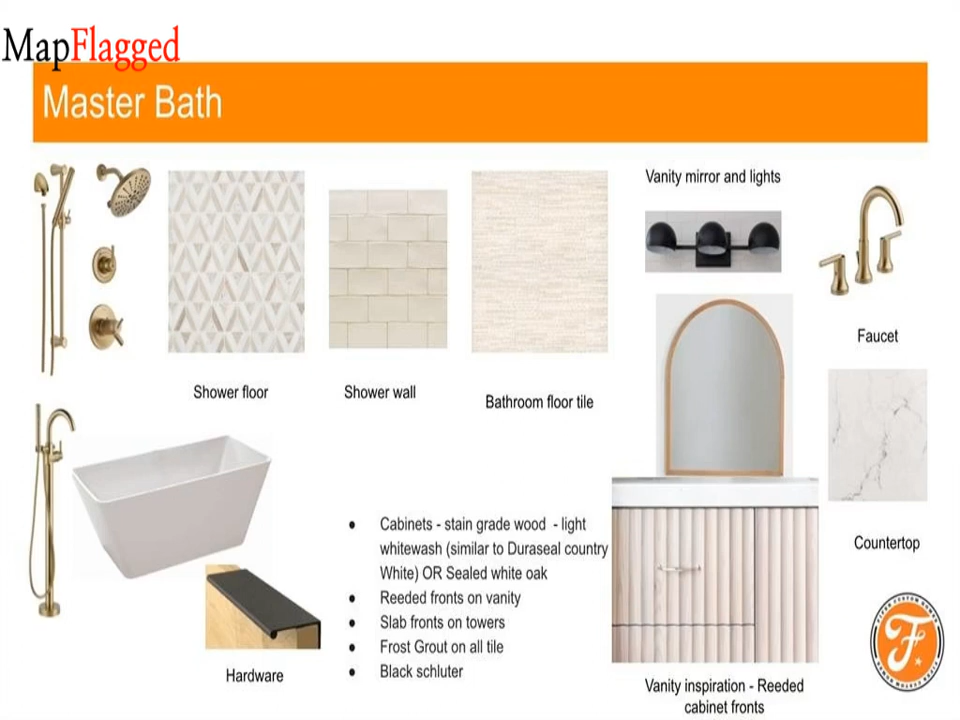 MapFlagged
Master Bath
Vanity mirror and lights
Faucet
Shower floor
Shower wall
Bathroom floor tile
Countertop
● Cabinets - stain grade wood - light
whitewash (similar to Duraseal country
White) OR Sealed white oak
● Reeded fronts on vanity
● Slab fronts on towers
● Frost Grout on all tile
● Black schluter
Hardware
Vanity inspiration - Reeded
cabinet fronts
F